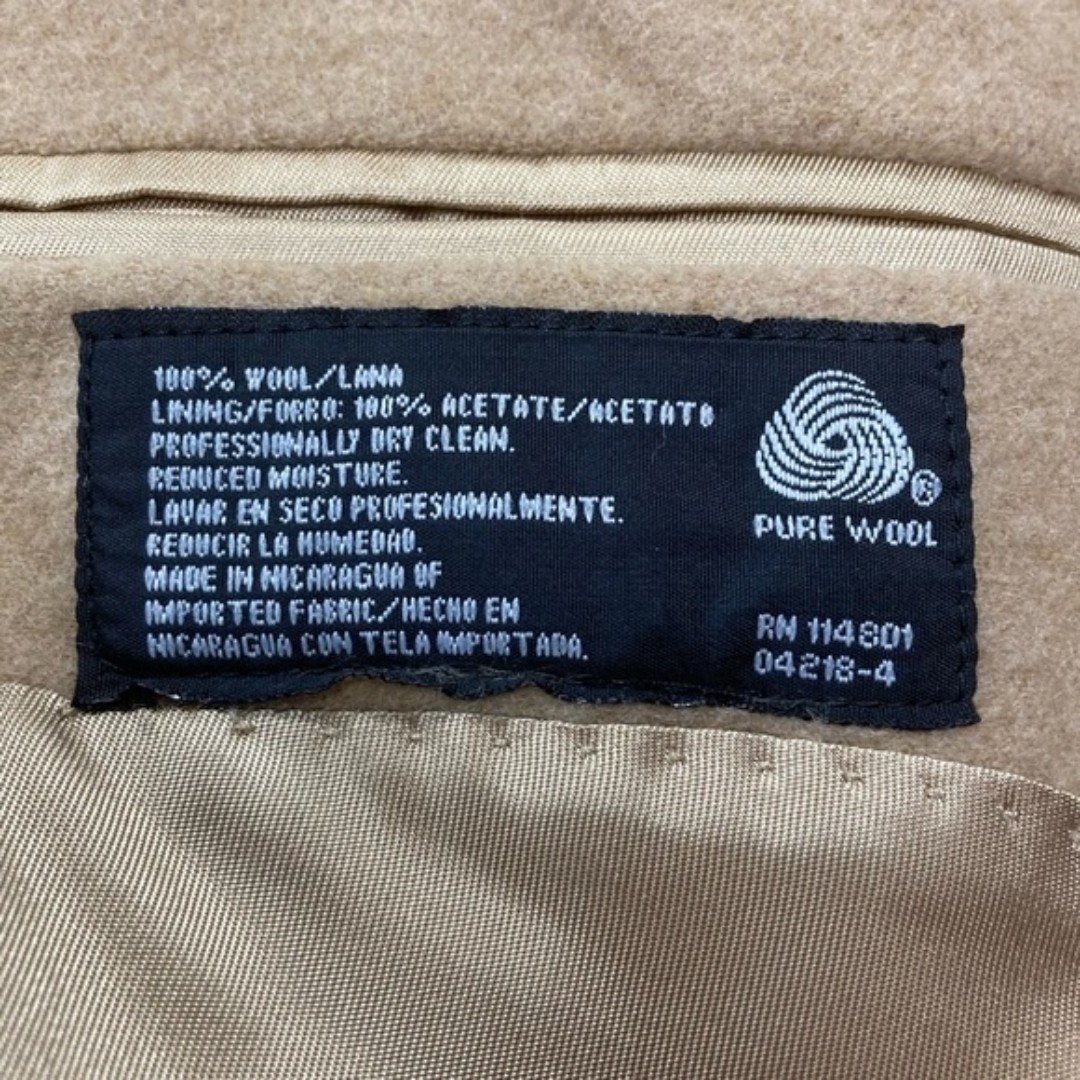 100% WOOL/LANA
LINING/FORRO: 100% ACETATE/ACETATO
PROFESSIONALLY DRY CLEAN.
REDUCED MOISTURE.
LAVAR EN SECO PROFESIONALMENTE.
REDUCIR LA HUMEDAD.
MADE IN NICARAGUA OF
IMPORTED FABRIC/HECHO EN
NICARAGUA CON TELA IMPORTADA.
®
PURE WOOL
RN 114801
04218-4